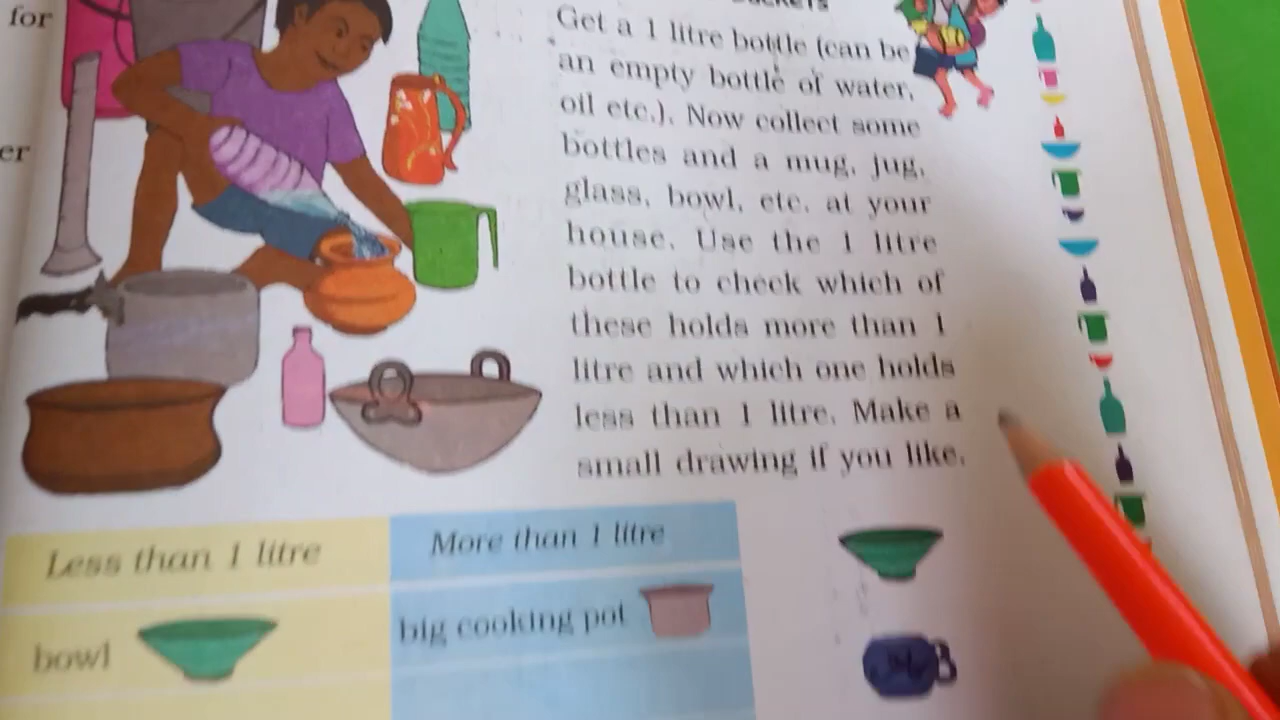 for
er
Get a 1 litre bottle (can be
an empty bottle of water,
oil etc.). Now collect some
bottles and a mug, jug,
glass, bowl, etc. at your
house. Use the 1 litre
bottle to check which of
these holds more than 1
litre and which one holds
less than 1 litre. Make a
small drawing if you like.
Less than 1 litre
More than 1 litre
bowl
big cooking pot